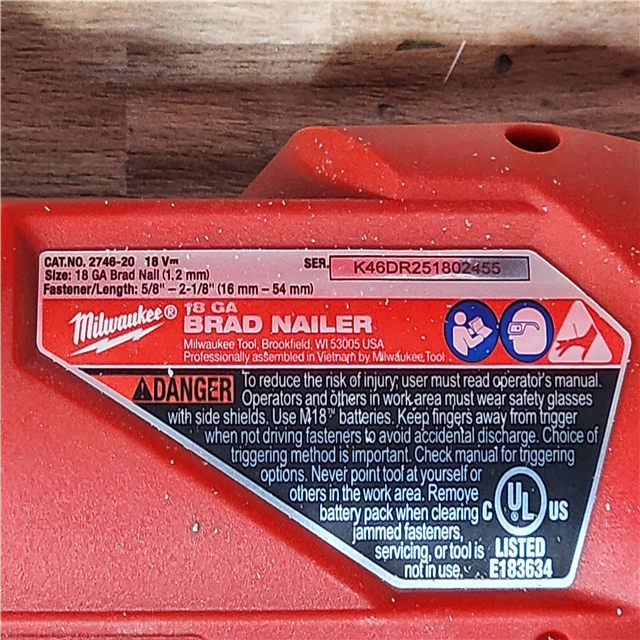 CAT.NO. 2746-20 18 V⎓
SER. K46DR251802455
Size: 18 GA Brad Nail (1,2 mm)
Fastener/Length: 5/8" – 2-1/8" (16 mm – 54 mm)
Milwaukee®
18 GA
BRAD NAILER
Milwaukee Tool, Brookfield, WI 53005 USA
Professionally assembled in Vietnam by Milwaukee Tool
DANGER To reduce the risk of injury, user must read operator's manual.
Operators and others in work area must wear safety glasses
with side shields. Use M18™ batteries. Keep fingers away from trigger
when not driving fasteners to avoid accidental discharge. Choice of
triggering method is important. Check manual for triggering
options. Never point tool at yourself or
others in the work area. Remove
battery pack when clearing
jammed fasteners,
servicing, or tool is
not in use.
C UL US
LISTED
E183634